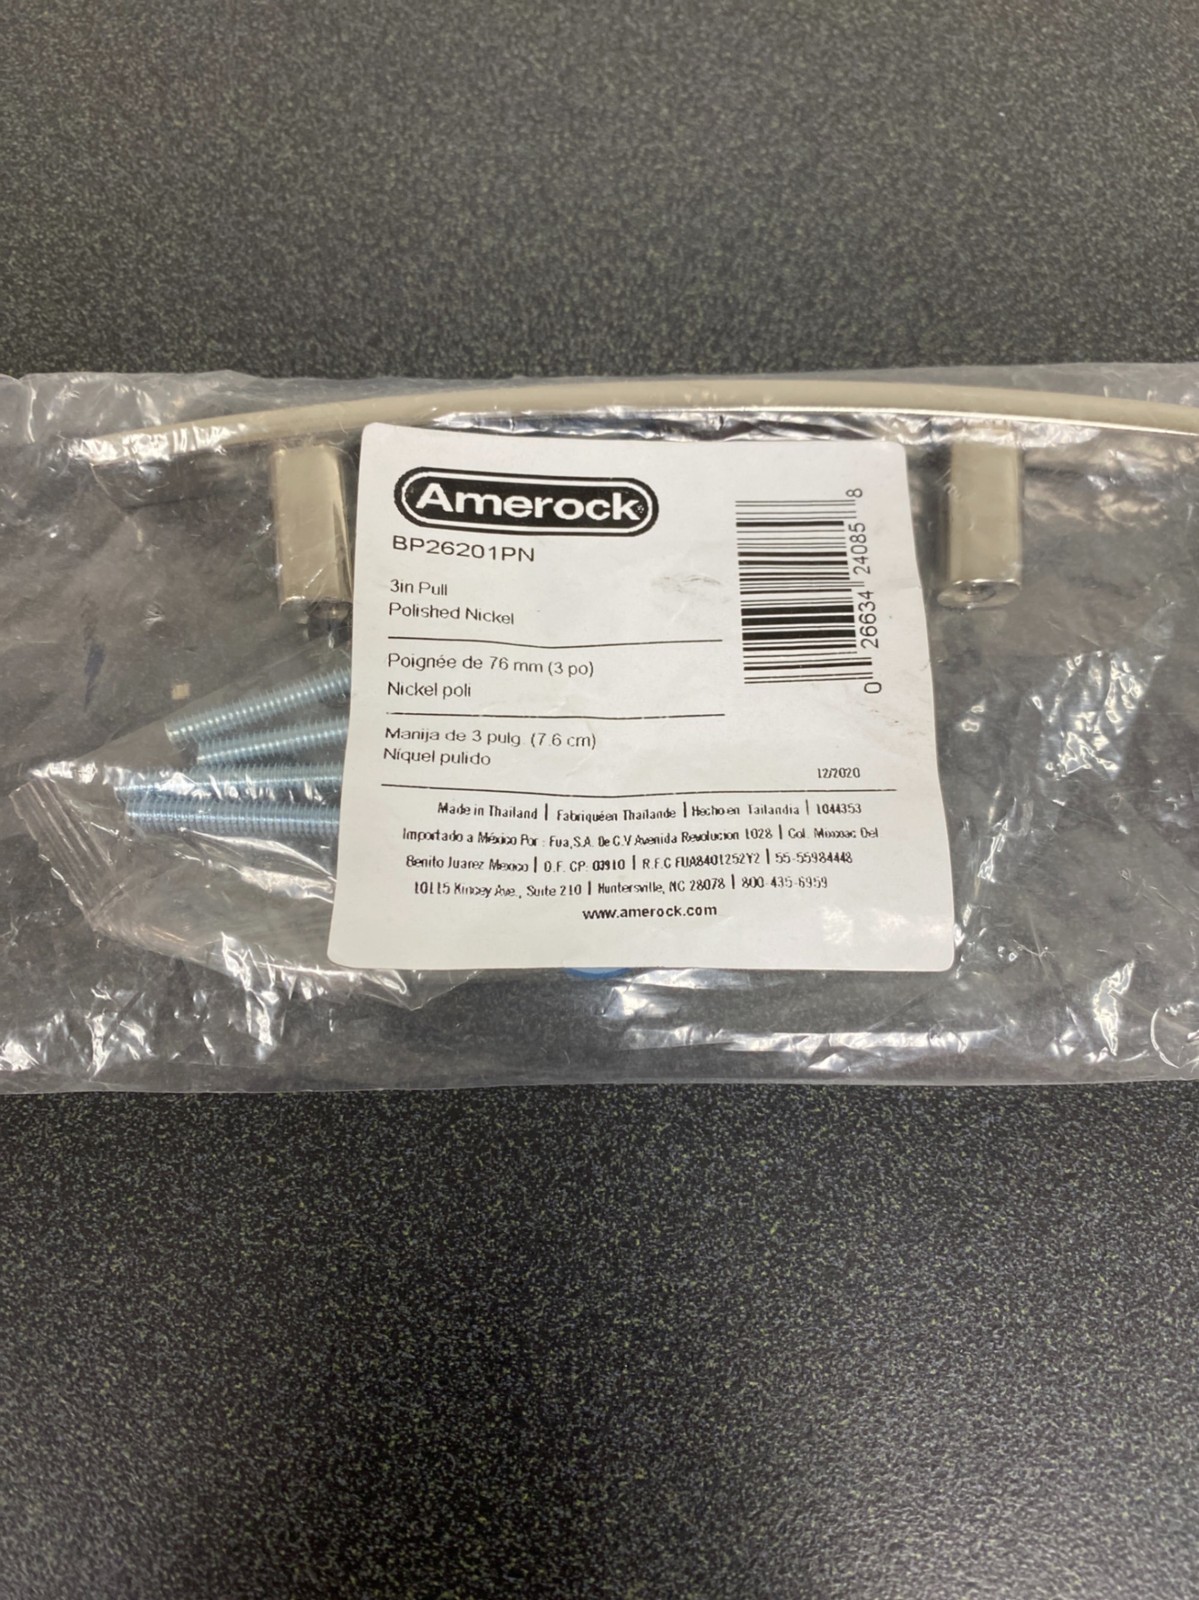 Amerock
BP26201PN
3in Pull
Polished Nickel
Poignée de 76 mm (3 po)
Nickel poli
Manija de 3 pulg. (7.6 cm)
Níquel pulido
0 26634 24085 8
12/2020
Made in Thailand | Fabriquéen Thaïlande | Hecho en Tailandia | 1044353
Importado a México Por : Fua,S.A. De C.V Avenida Revolucion 1028 | Col. Mixcoac Del
Benito Juarez Mexico | D.F. CP. 03910 | R.F.C FUA8401252Y2 | 55-55984448
10115 Kincey Ave., Suite 210 | Huntersville, NC 28078 | 800-435-6959
www.amerock.com